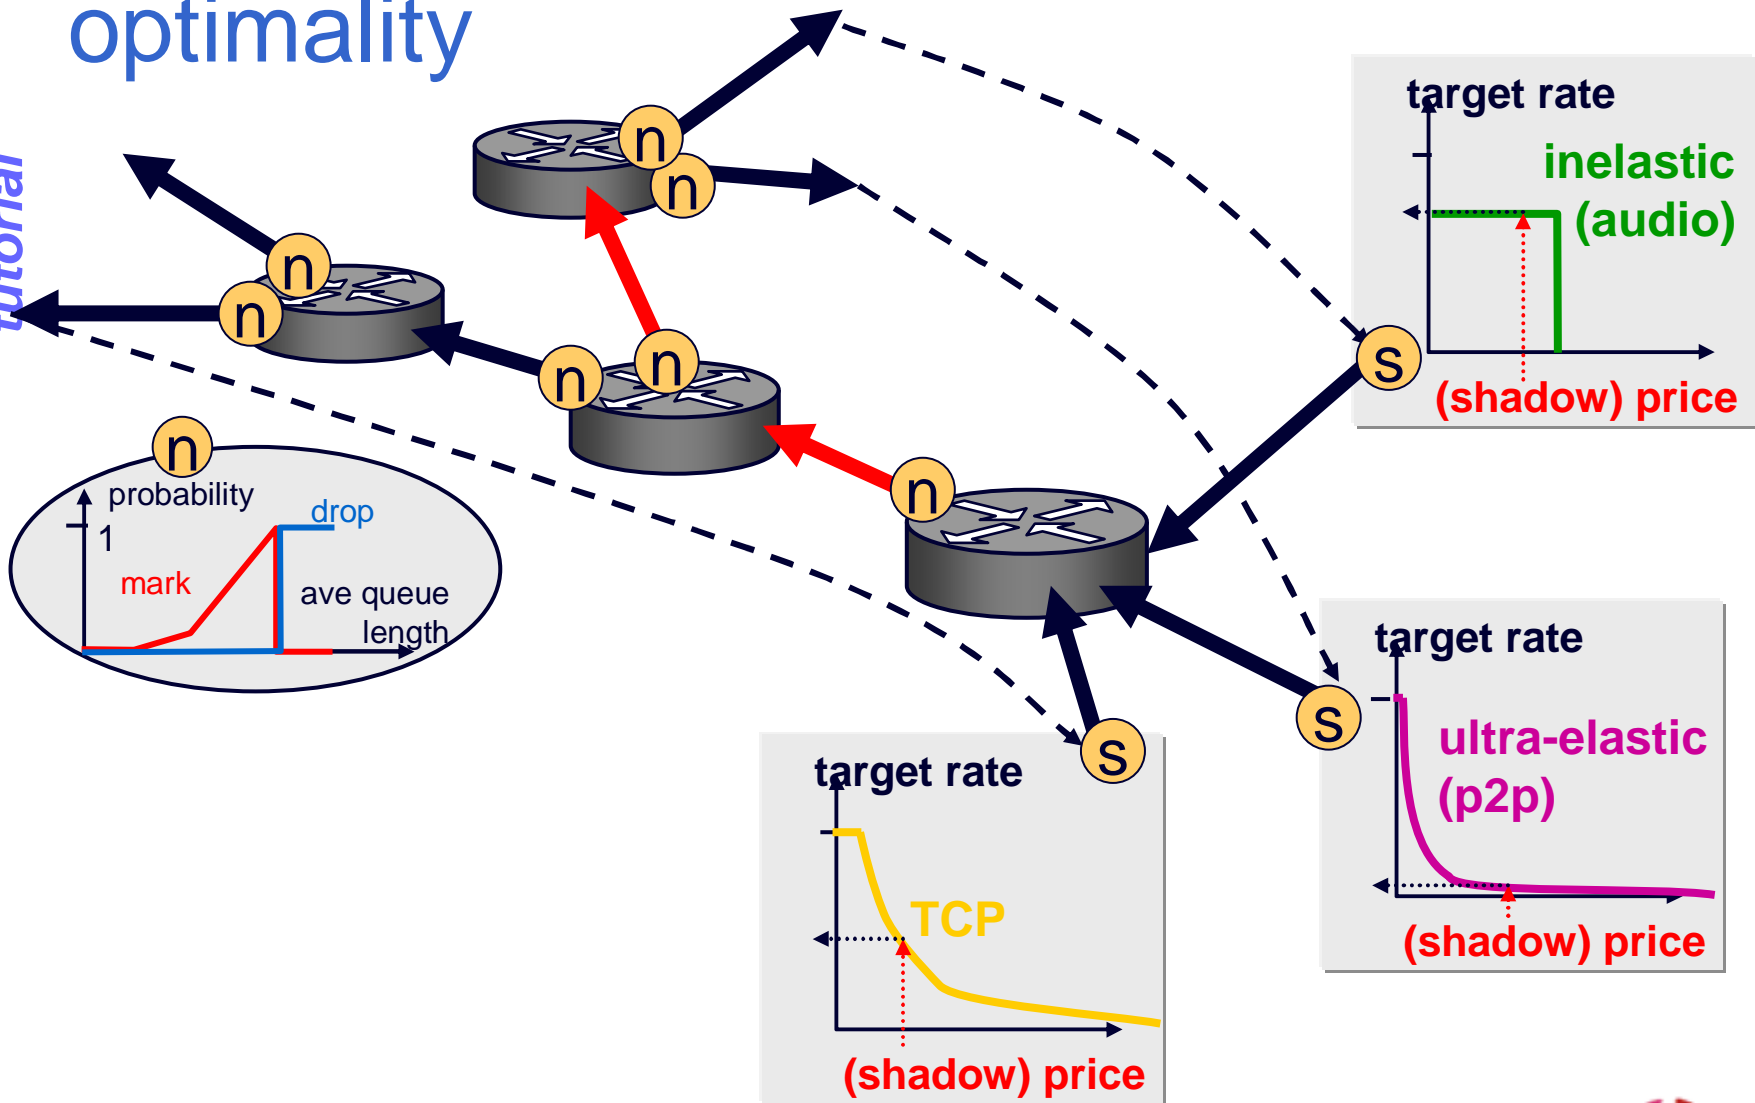 optimality
tutorial
n
n
n
n
n
n
n
s
target rate
inelastic
(audio)
(shadow) price
n
probability
1
drop
mark
ave queue
length
s
target rate
TCP
(shadow) price
s
target rate
ultra-elastic
(p2p)
(shadow) price